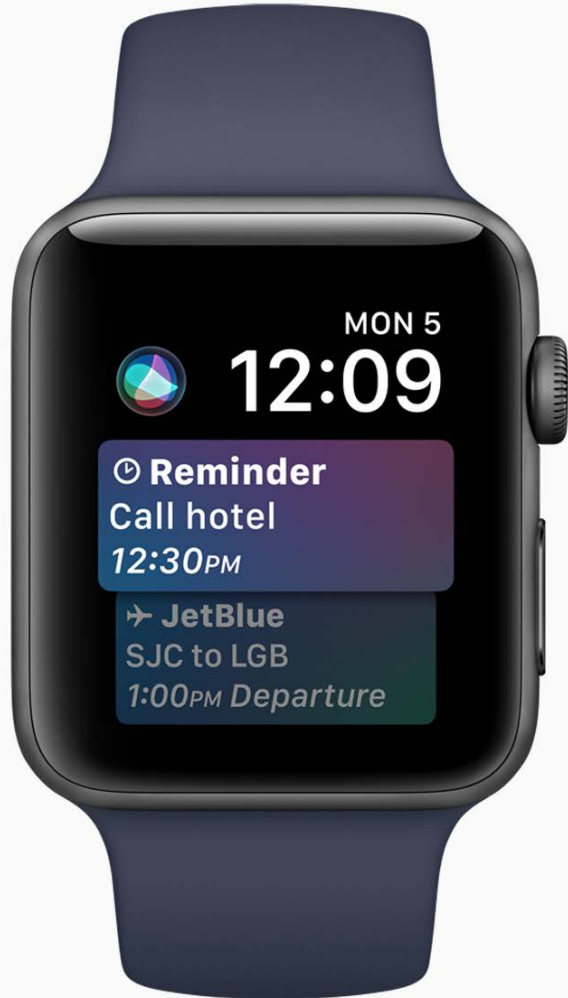 MON 5
12:09
Reminder
Call hotel
12:30PM
JetBlue
SJC to LGB
1:00PM Departure